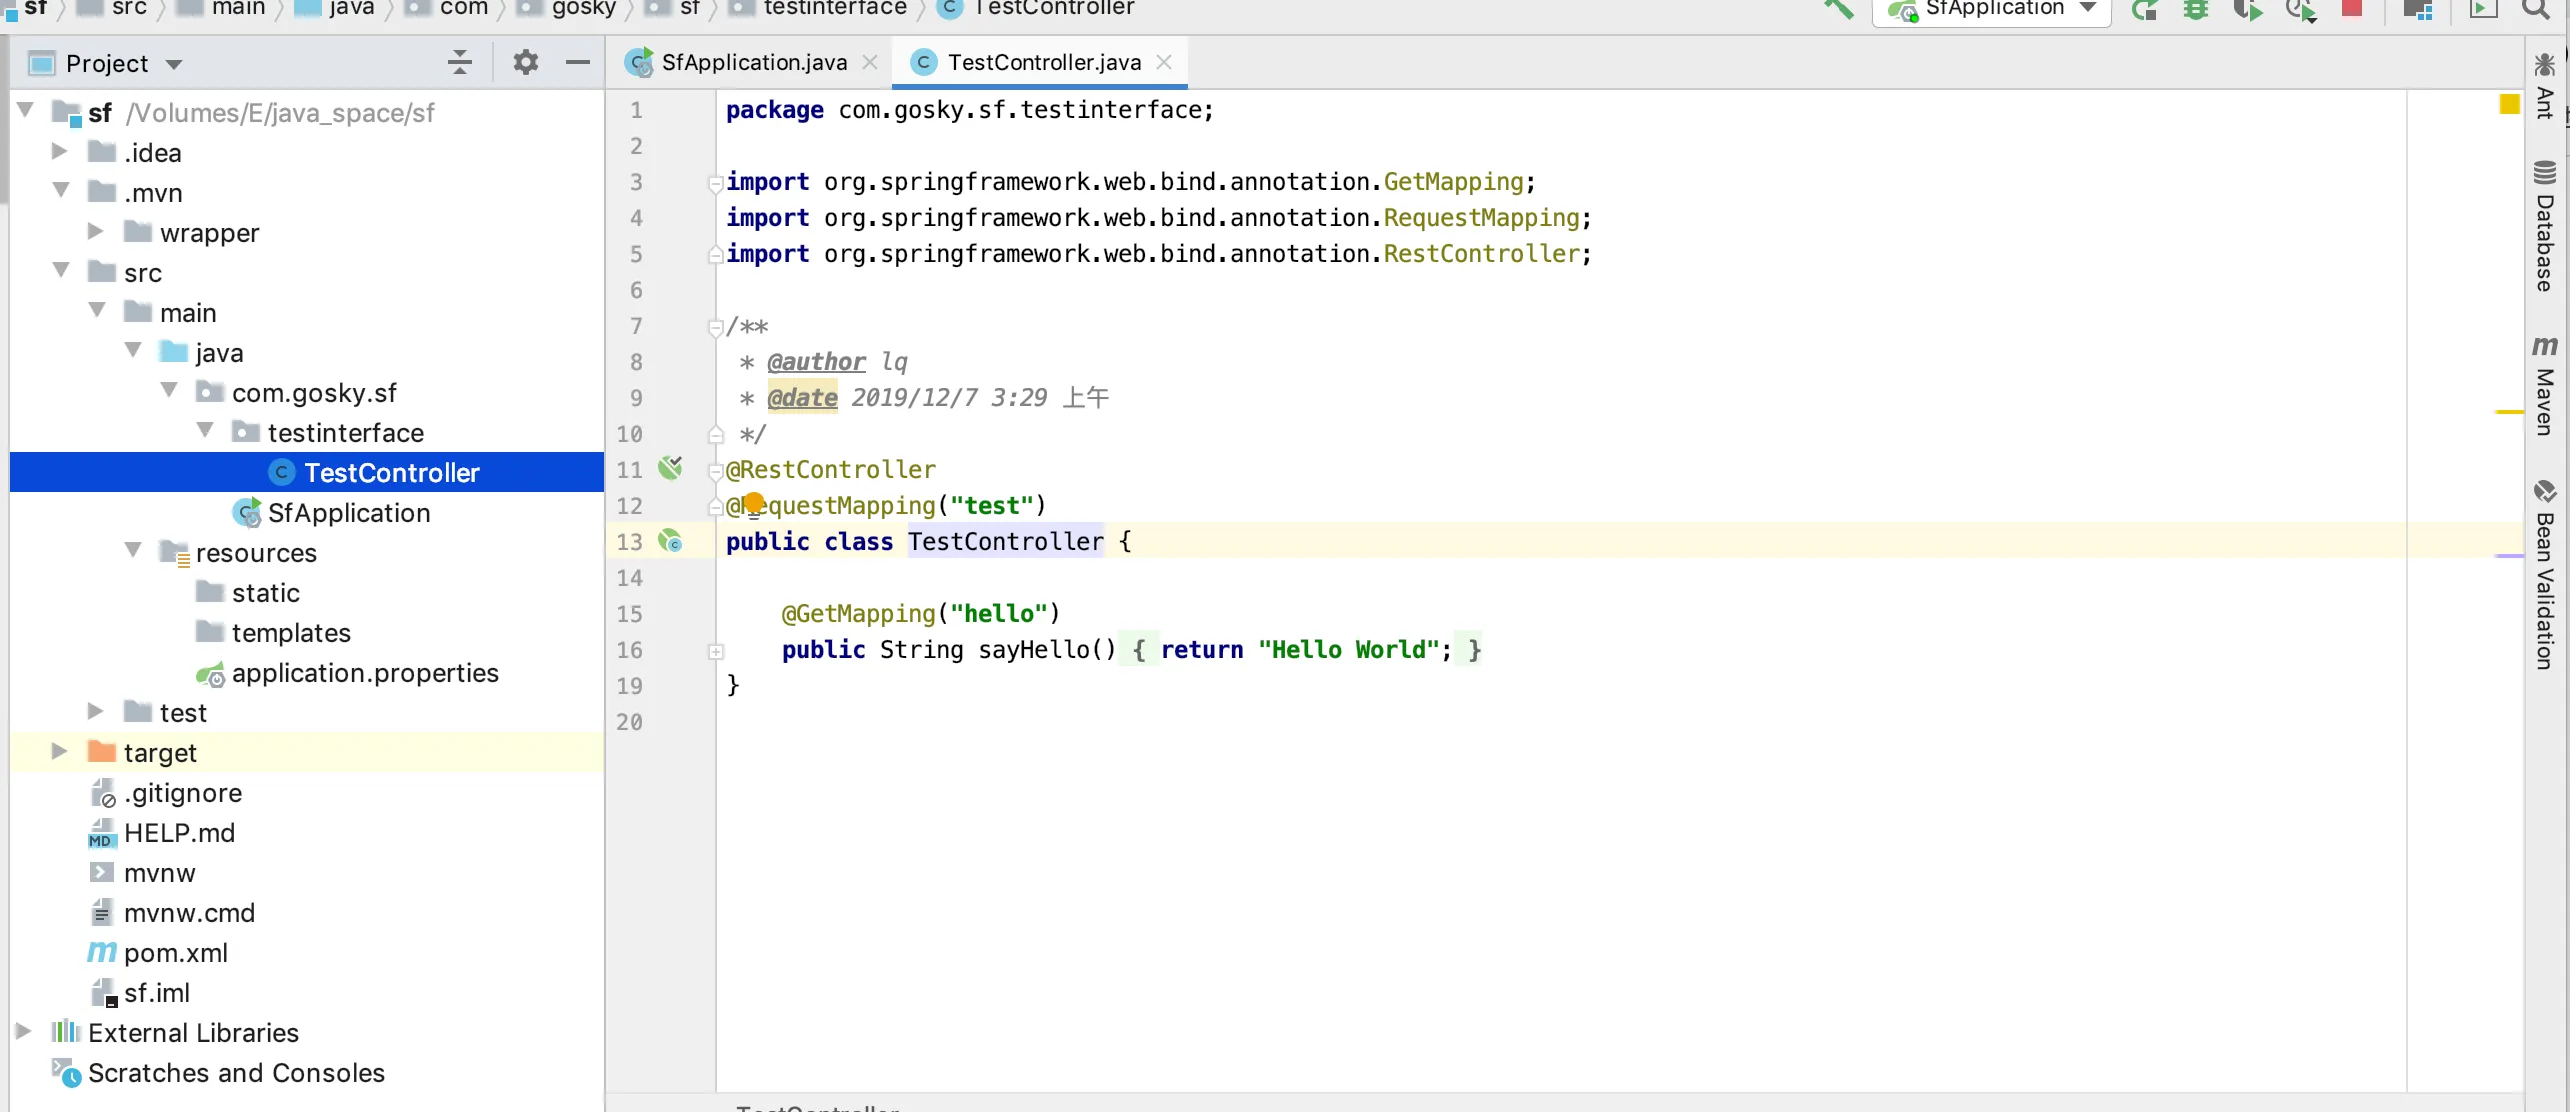 sf src main java com gosky sf testinterface TestController SfApplication
Project
SfApplication.java TestController.java
sf /Volumes/E/java_space/sf
.idea
.mvn
wrapper
src
main
java
com.gosky.sf
testinterface
TestController
SfApplication
resources
static
templates
application.properties
test
target
.gitignore
HELP.md
mvnw
mvnw.cmd
pom.xml
sf.iml
External Libraries
Scratches and Consoles
1 package com.gosky.sf.testinterface;
2
3 import org.springframework.web.bind.annotation.GetMapping;
4 import org.springframework.web.bind.annotation.RequestMapping;
5 import org.springframework.web.bind.annotation.RestController;
6
7 /**
8 * @author lq
9 * @date 2019/12/7 3:29 上午
10 */
11 @RestController
12 @RequestMapping("test")
13 public class TestController {
14
15 @GetMapping("hello")
16 public String sayHello() { return "Hello World"; }
19 }
20
TestController
Ant
Database
Maven
Bean Validation